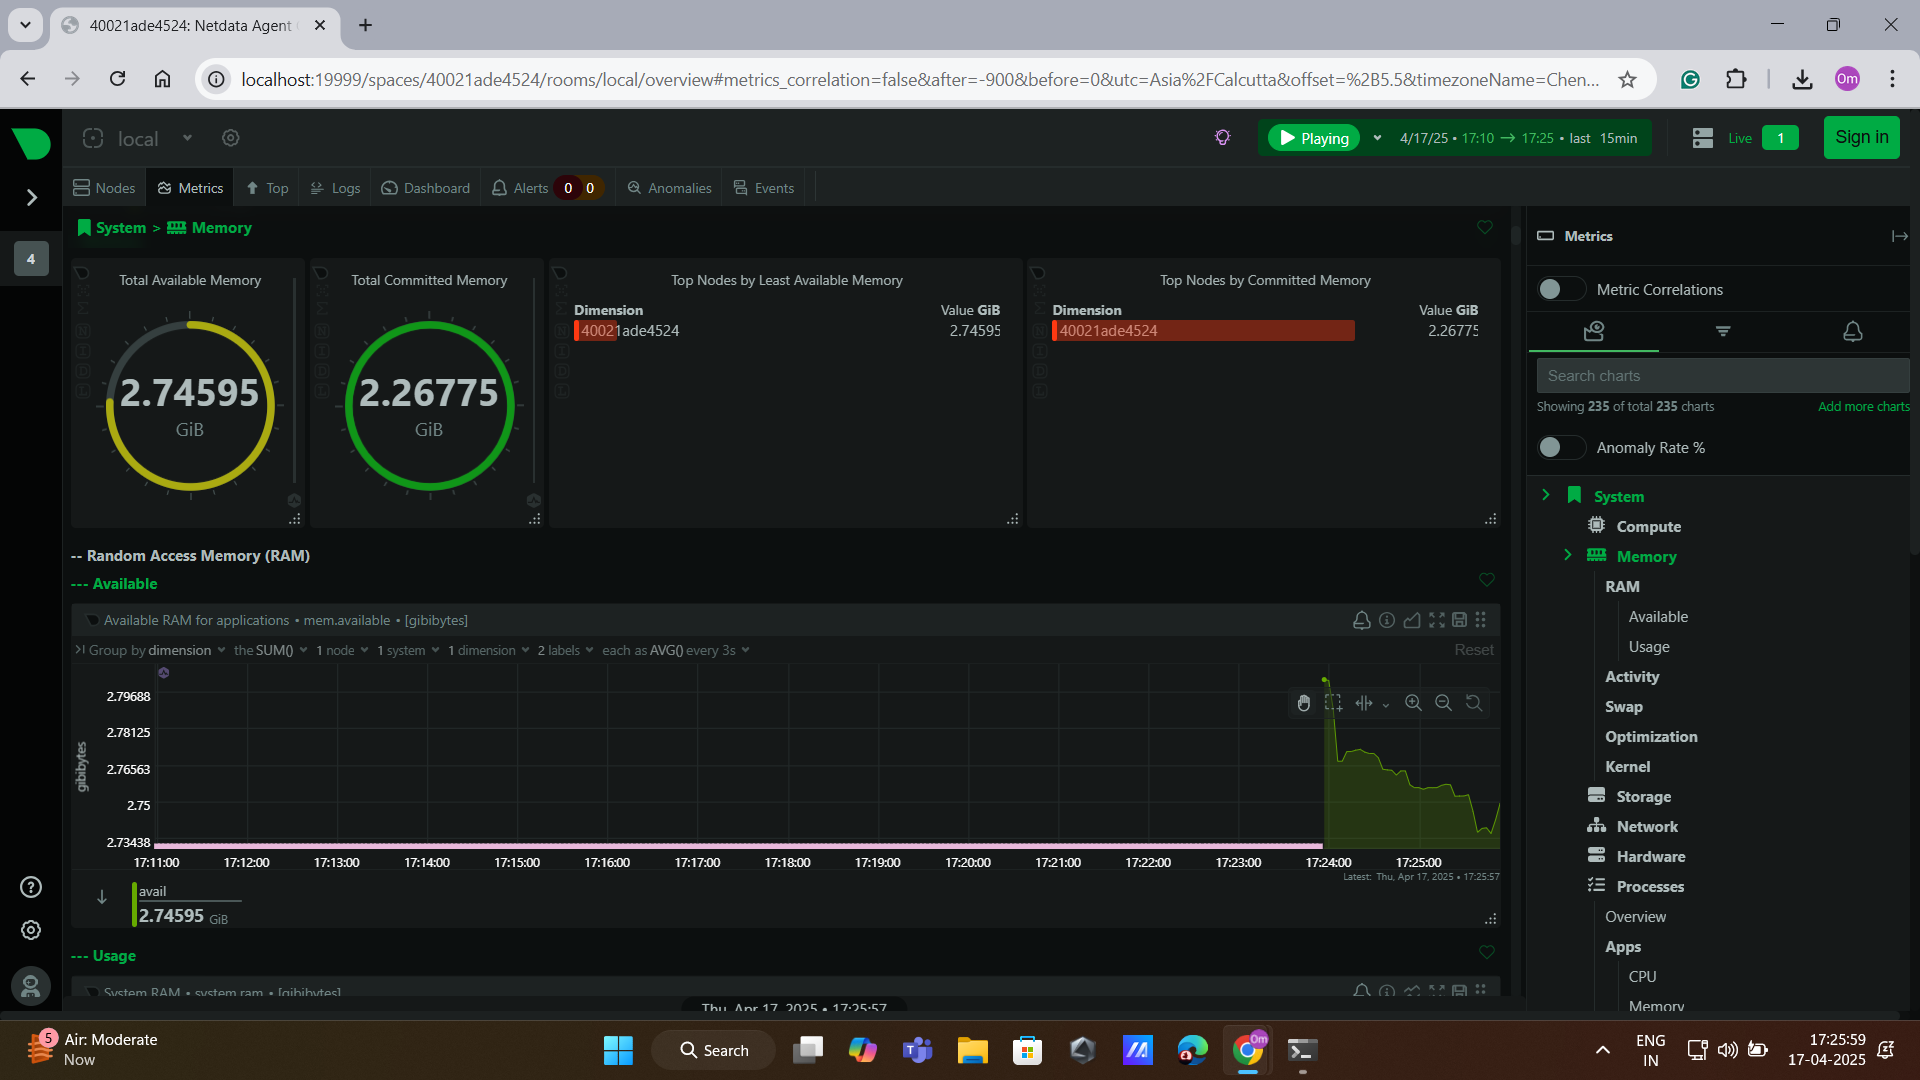 40021ade4524: Netdata Agent
localhost:19999/spaces/40021ade4524/rooms/local/overview#metrics_correlation=false&after=-900&before=0&utc=Asia%2FCalcutta&offset=%2B5.5&timezoneName=Chen...
Om
local
Playing 4/17/25 • 17:10 → 17:25 • last 15min
Live 1
Sign in
Nodes Metrics Top Logs Dashboard Alerts 0 0 Anomalies Events
4
System > Memory
Total Available Memory
2.74595
GiB
Total Committed Memory
2.26775
GiB
Top Nodes by Least Available Memory
Dimension Value GiB
40021ade4524 2.74595
Top Nodes by Committed Memory
Dimension Value GiB
40021ade4524 2.26775
-- Random Access Memory (RAM)
--- Available
Available RAM for applications • mem.available • [gibibytes]
Group by dimension the SUM() 1 node 1 system 1 dimension 2 labels each as AVG() every 3s Reset
gibibytes
2.79688
2.78125
2.76563
2.75
2.73438
17:11:00 17:12:00 17:13:00 17:14:00 17:15:00 17:16:00 17:17:00 17:18:00 17:19:00 17:20:00 17:21:00 17:22:00 17:23:00 17:24:00 17:25:00
Latest: Thu, Apr 17, 2025 • 17:25:57
avail
2.74595 GiB
--- Usage
System RAM • system.ram • [gibibytes]
Thu, Apr 17, 2025 • 17:25:57
Metrics
Metric Correlations
Search charts
Showing 235 of total 235 charts Add more charts
Anomaly Rate %
System
Compute
Memory
RAM
Available
Usage
Activity
Swap
Optimization
Kernel
Storage
Network
Hardware
Processes
Overview
Apps
CPU
Memory
5
Air: Moderate
Now
Search
Om
ENG
IN
17:25:59
17-04-2025